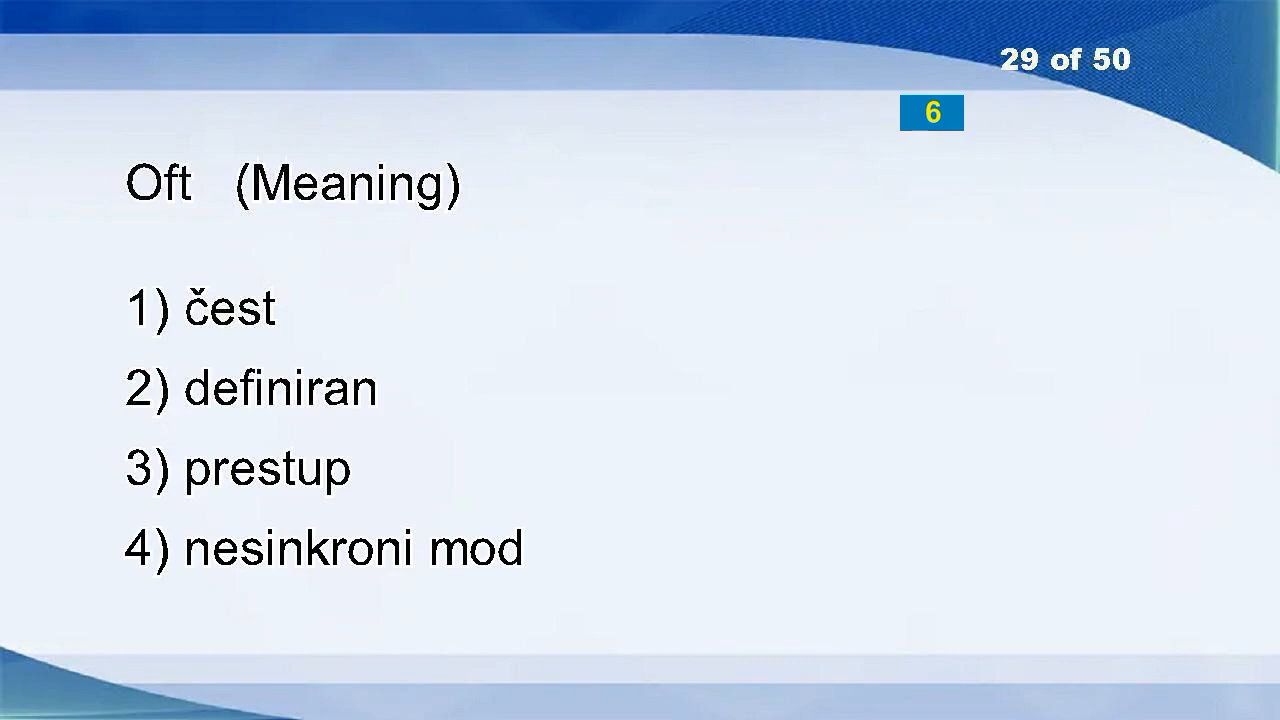 29 of 50
6
Oft (Meaning)
1) čest
2) definiran
3) prestup
4) nesinkroni mod